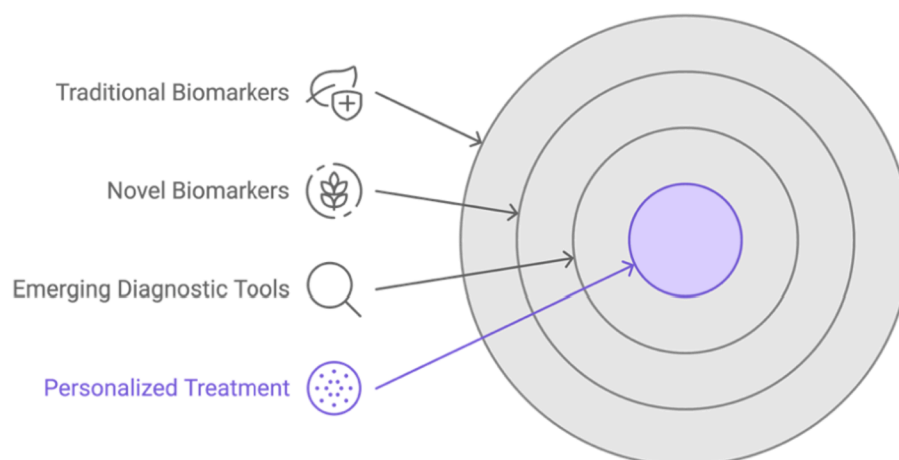 Traditional Biomarkers
Novel Biomarkers
Emerging Diagnostic Tools
Personalized Treatment